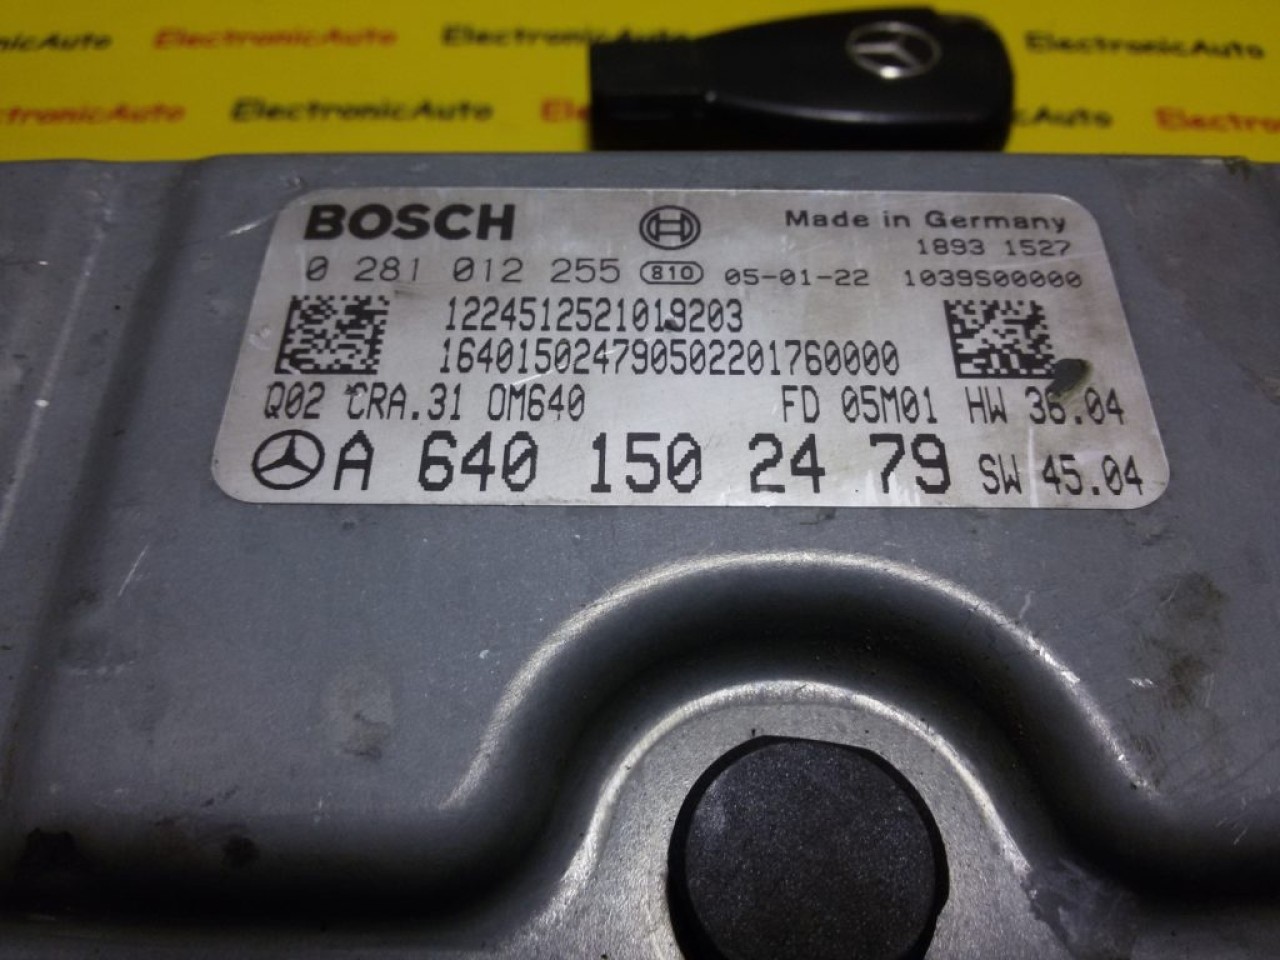 ElectronicAuto ElectronicAuto ElectronicAuto ElectronicAuto
ElectronicAuto ElectronicAuto ElectronicAuto
BOSCH Made in Germany
1893 1527
0 281 012 255 810 05-01-22 1039S00000
1224512521019203
164015024790502201760000
Q02 CRA.31 OM640 FD 05M01 HW 36.04
A 640 150 24 79 SW 45.04